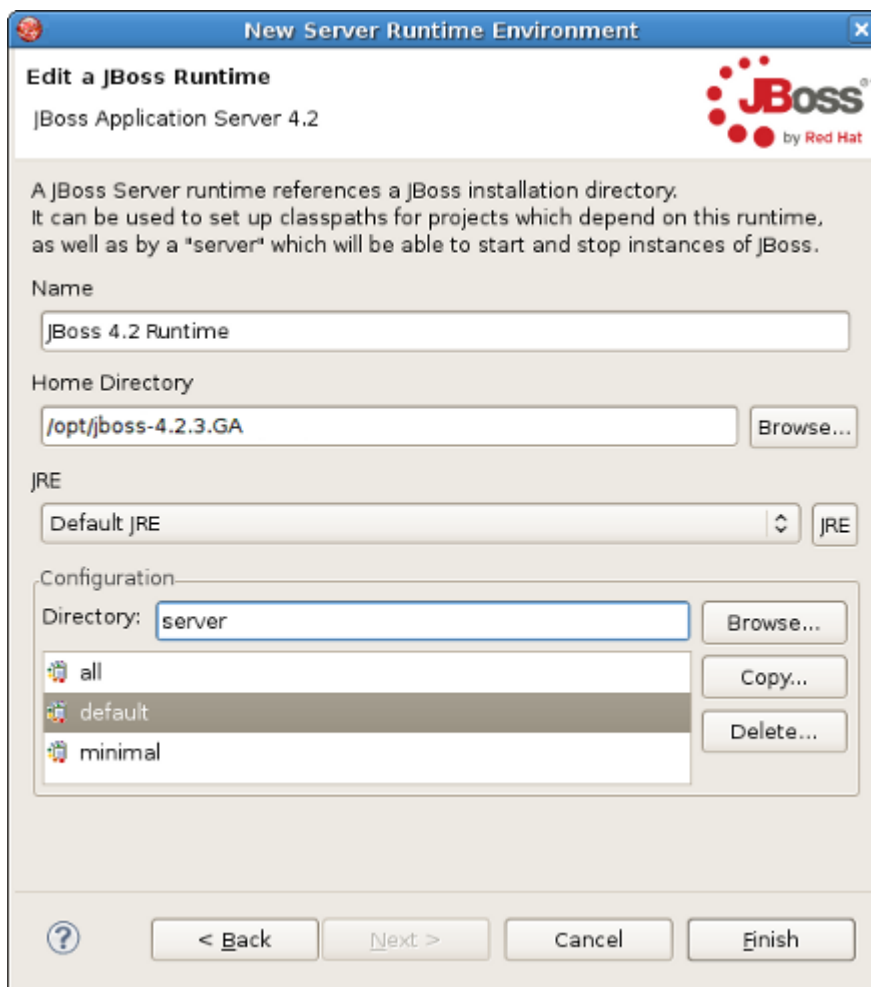 New Server Runtime Environment
Edit a JBoss Runtime
JBoss Application Server 4.2
JBoss
by Red Hat
A JBoss Server runtime references a JBoss installation directory.
It can be used to set up classpaths for projects which depend on this runtime,
as well as by a "server" which will be able to start and stop instances of JBoss.
Name
JBoss 4.2 Runtime
Home Directory
/opt/jboss-4.2.3.GA
Browse...
JRE
Default JRE
JRE
Configuration
Directory:
server
Browse...
all
Copy...
default
Delete...
minimal
?
< Back
Next >
Cancel
Finish